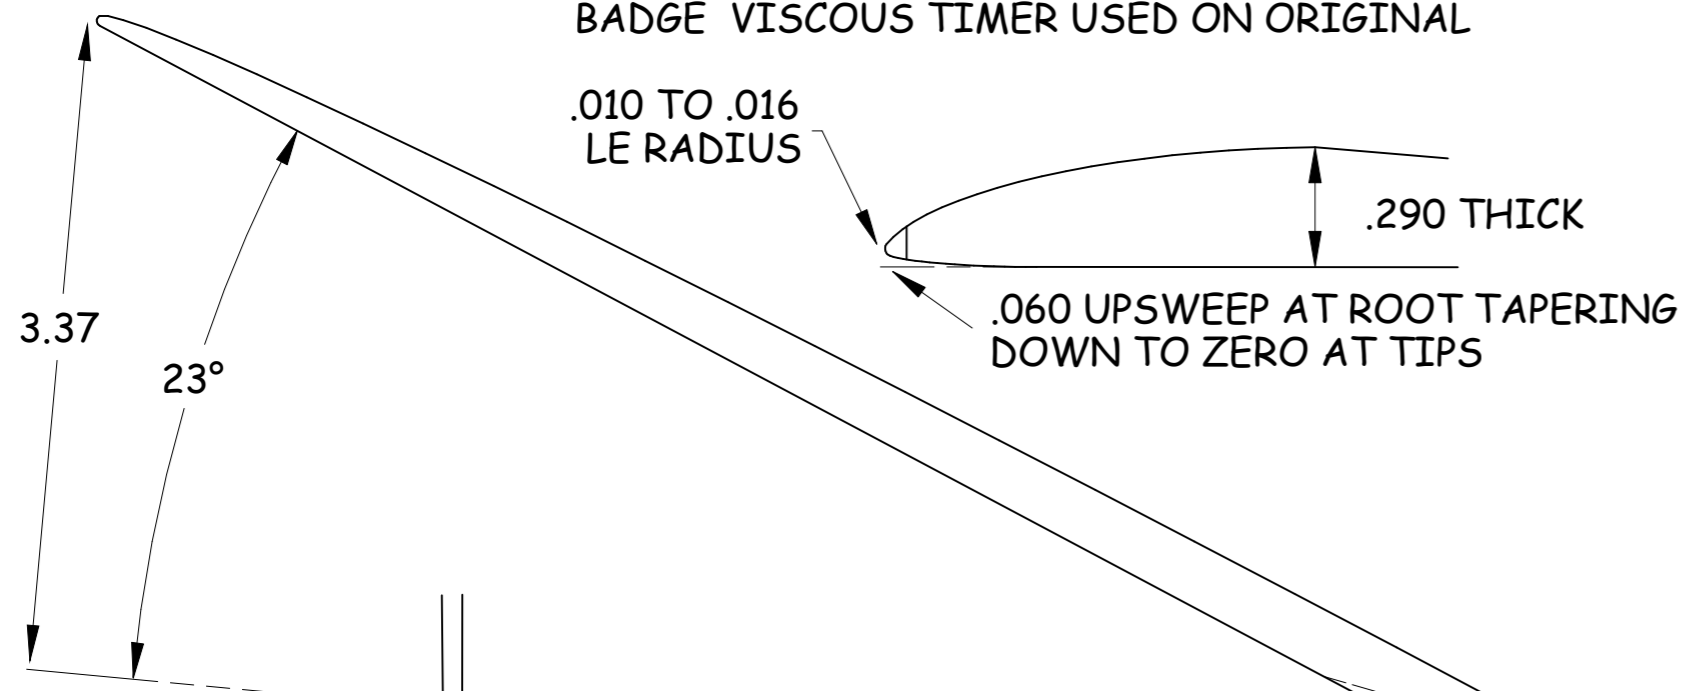 BADGE  VISCOUS TIMER USED ON ORIGINAL
.010 TO .016
LE RADIUS
.290 THICK
.060 UPSWEEP AT ROOT TAPERING
DOWN TO ZERO AT TIPS
3.37
23°